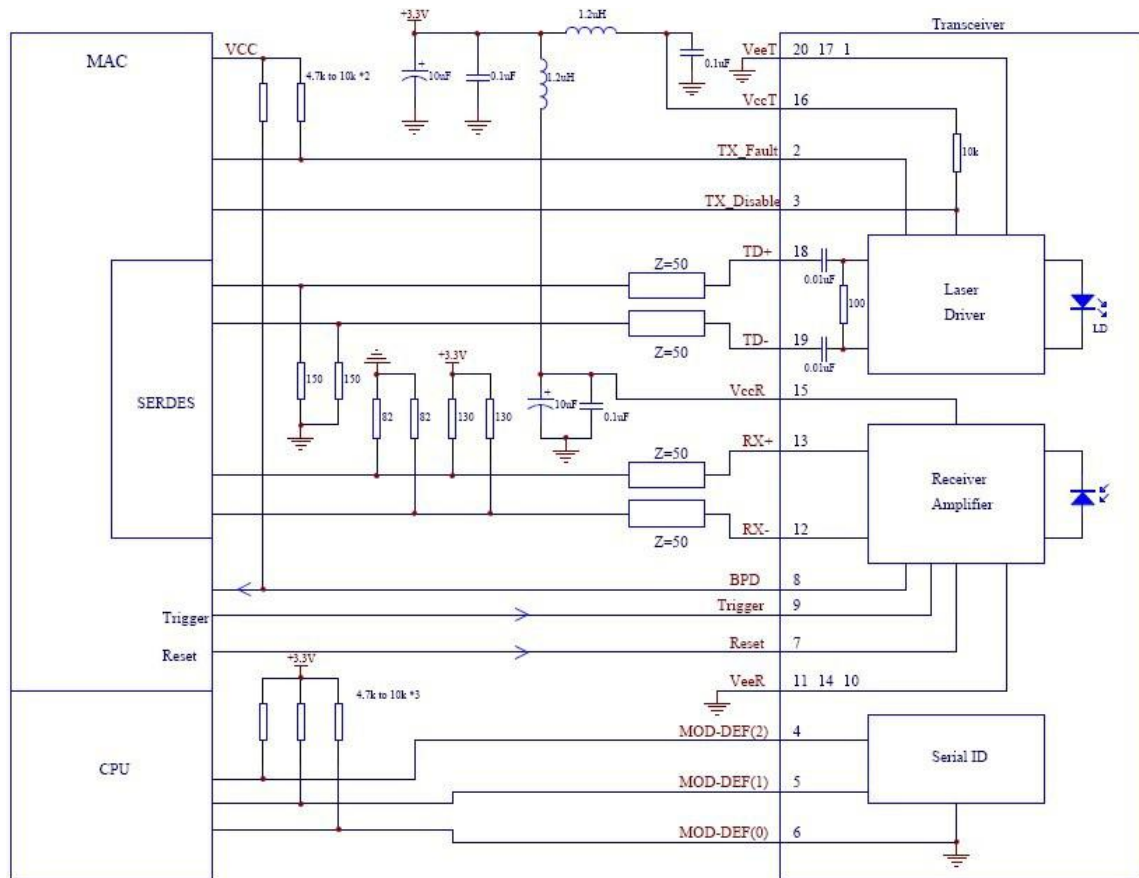 Transceiver
MAC
VCC
4.7k to 10k *2
+3.3V
10uF
0.1uF
1.2uH
1.2uH
0.1uF
VeeT
20 17 1
VccT
16
10k
TX_Fault
2
TX_Disable
3
SERDES
Z=50
TD+
18
0.01uF
100
Laser
Driver
LD
Z=50
TD-
19
0.01uF
150
150
82
82
+3.3V
130
130
10uF
0.1uF
VccR
15
Z=50
RX+
13
Receiver
Amplifier
Z=50
RX-
12
BPD
8
Trigger
Trigger
9
Reset
Reset
7
VeeR
11 14 10
CPU
+3.3V
4.7k to 10k *3
MOD-DEF(2)
4
Serial ID
MOD-DEF(1)
5
MOD-DEF(0)
6